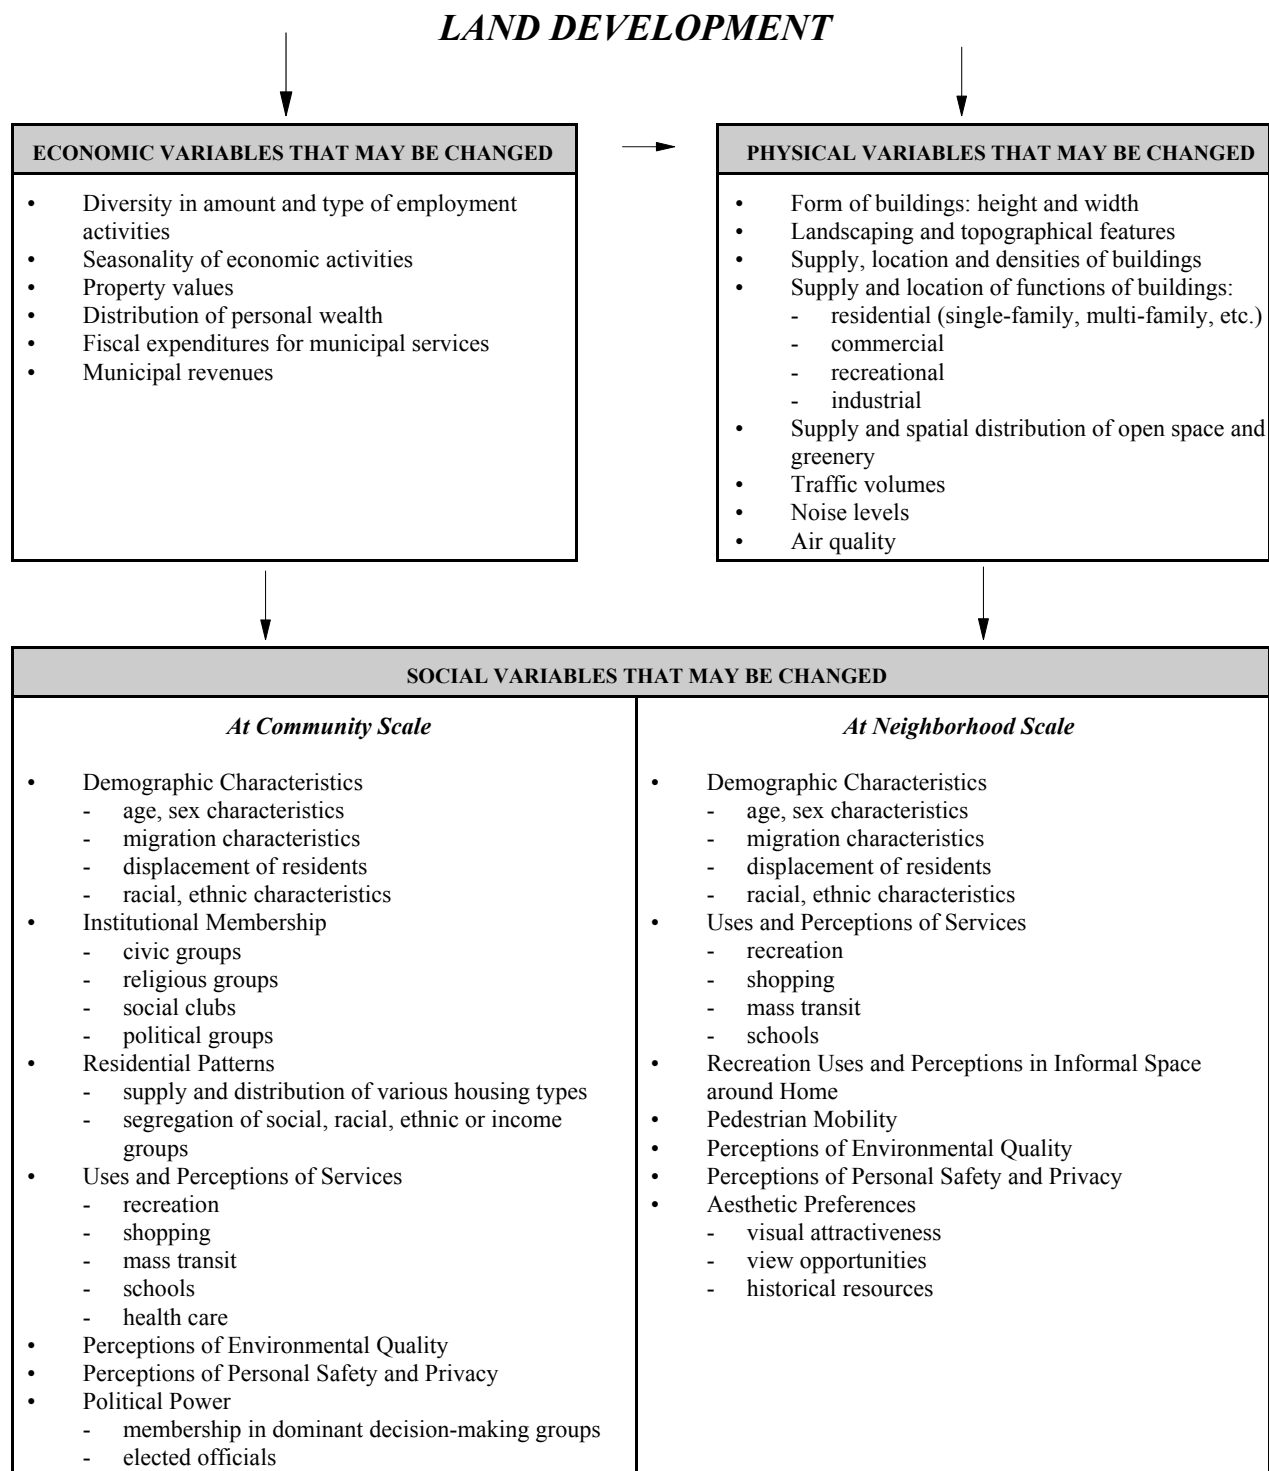 LAND DEVELOPMENT
ECONOMIC VARIABLES THAT MAY BE CHANGED
• Diversity in amount and type of employment
activities
• Seasonality of economic activities
• Property values
• Distribution of personal wealth
• Fiscal expenditures for municipal services
• Municipal revenues
PHYSICAL VARIABLES THAT MAY BE CHANGED
• Form of buildings: height and width
• Landscaping and topographical features
• Supply, location and densities of buildings
• Supply and location of functions of buildings:
- residential (single-family, multi-family, etc.)
- commercial
- recreational
- industrial
• Supply and spatial distribution of open space and
greenery
• Traffic volumes
• Noise levels
• Air quality
SOCIAL VARIABLES THAT MAY BE CHANGED
At Community Scale
• Demographic Characteristics
- age, sex characteristics
- migration characteristics
- displacement of residents
- racial, ethnic characteristics
• Institutional Membership
- civic groups
- religious groups
- social clubs
- political groups
• Residential Patterns
- supply and distribution of various housing types
- segregation of social, racial, ethnic or income
groups
• Uses and Perceptions of Services
- recreation
- shopping
- mass transit
- schools
- health care
• Perceptions of Environmental Quality
• Perceptions of Personal Safety and Privacy
• Political Power
- membership in dominant decision-making groups
- elected officials
At Neighborhood Scale
• Demographic Characteristics
- age, sex characteristics
- migration characteristics
- displacement of residents
- racial, ethnic characteristics
• Uses and Perceptions of Services
- recreation
- shopping
- mass transit
- schools
• Recreation Uses and Perceptions in Informal Space
around Home
• Pedestrian Mobility
• Perceptions of Environmental Quality
• Perceptions of Personal Safety and Privacy
• Aesthetic Preferences
- visual attractiveness
- view opportunities
- historical resources